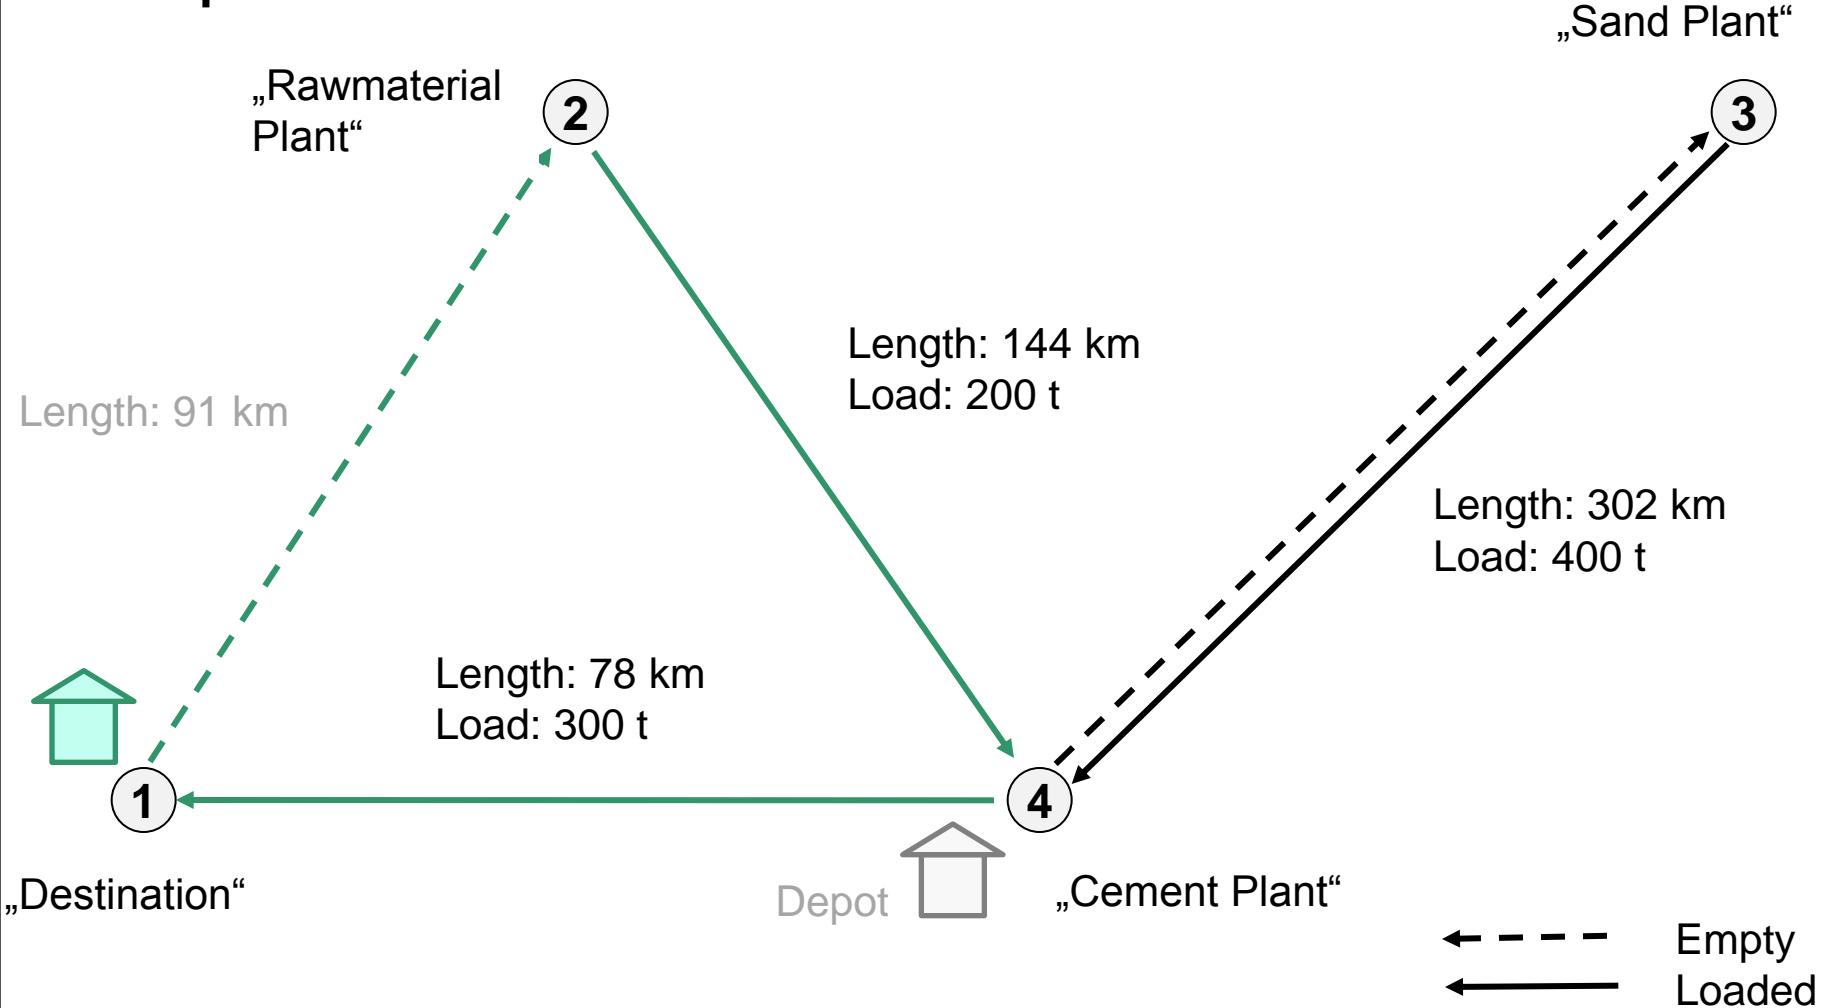 „Sand Plant“
„Rawmaterial
Plant“
2
3
Length: 144 km
Load: 200 t
Length: 91 km
Length: 302 km
Load: 400 t
Length: 78 km
Load: 300 t
1
4
„Destination“
Depot
„Cement Plant“
Empty
Loaded